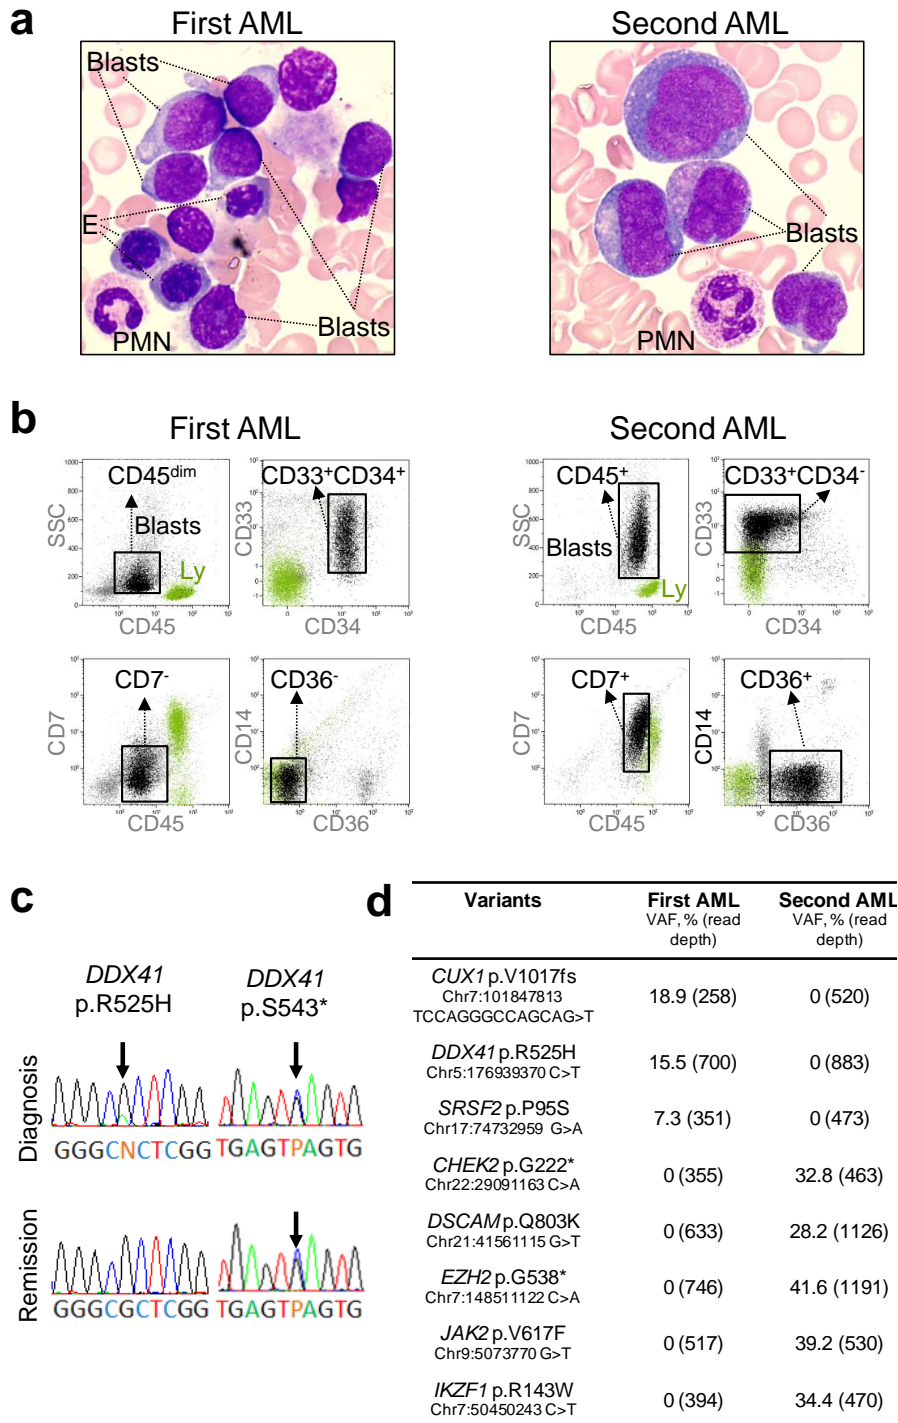 a
First AML
Second AML
Blasts
E
PMN
Blasts
Blasts
PMN
b
First AML
Second AML
CD45dim
Blasts
Ly
SSC
CD45
CD33+CD34+
CD33
CD34
CD45+
Blasts
Ly
SSC
CD45
CD33+CD34-
CD33
CD34
CD7-
CD7
CD45
CD36-
CD14
CD36
CD7+
CD7
CD45
CD36+
CD14
CD36
c
DDX41
p.R525H
DDX41
p.S543*
Diagnosis
GGGCNCTCGG
TGAGTPAGTG
Remission
GGGCGCTCGG
TGAGTPAGTG
d
Variants
First AML
VAF, % (read
depth)
Second AML
VAF, % (read
depth)
CUX1 p.V1017fs
Chr7:101847813
TCCAGGGCCAGCAG>T
18.9 (258)
0 (520)
DDX41 p.R525H
Chr5:176939370 C>T
15.5 (700)
0 (883)
SRSF2 p.P95S
Chr17:74732959 G>A
7.3 (351)
0 (473)
CHEK2 p.G222*
Chr22:29091163 C>A
0 (355)
32.8 (463)
DSCAM p.Q803K
Chr21:41561115 G>T
0 (633)
28.2 (1126)
EZH2 p.G538*
Chr7:148511122 C>A
0 (746)
41.6 (1191)
JAK2 p.V617F
Chr9:5073770 G>T
0 (517)
39.2 (530)
IKZF1 p.R143W
Chr7:50450243 C>T
0 (394)
34.4 (470)